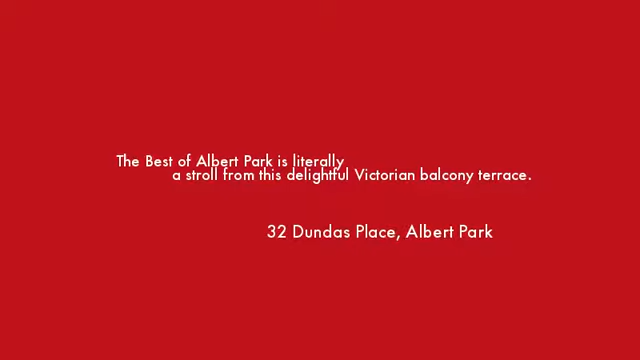 The Best of Albert Park is literally
a stroll from this delightful Victorian balcony terrace.
32 Dundas Place, Albert Park